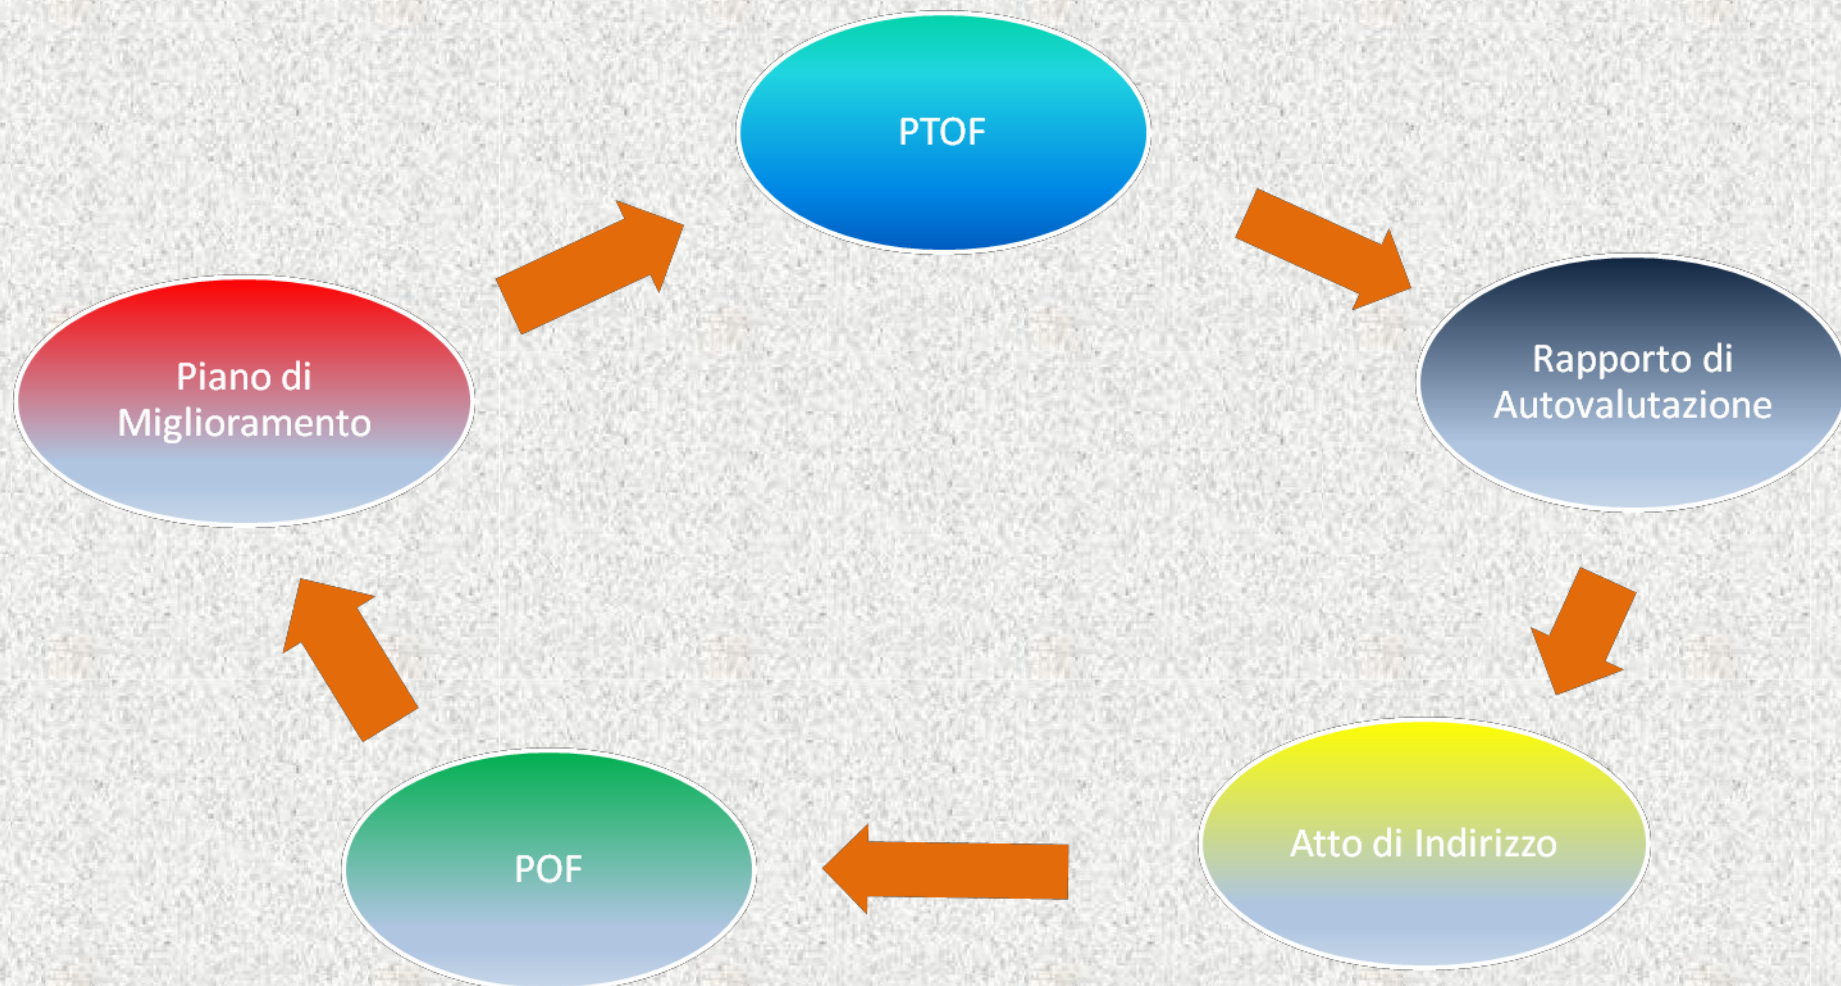 PTOF
Rapporto di
Autovalutazione
Atto di Indirizzo
POF
Piano di
Miglioramento